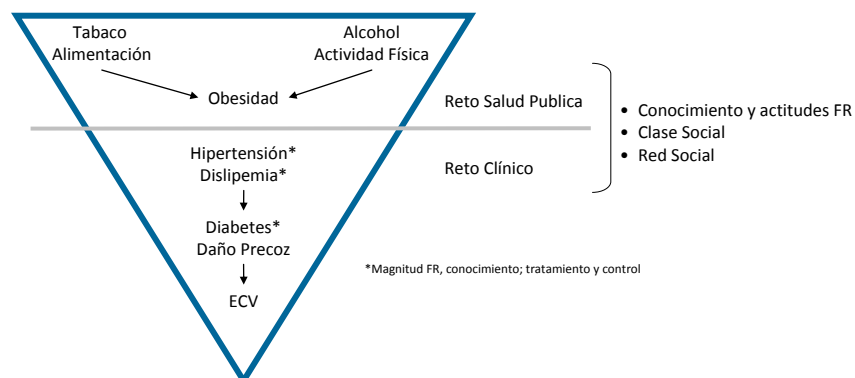 Tabaco
Alimentación
Alcohol
Actividad Física
Obesidad
Reto Salud Publica
Hipertensión*
Dislipemia*
Reto Clínico
• Conocimiento y actitudes FR
• Clase Social
• Red Social
Diabetes*
Daño Precoz
*Magnitud FR, conocimiento; tratamiento y control
ECV